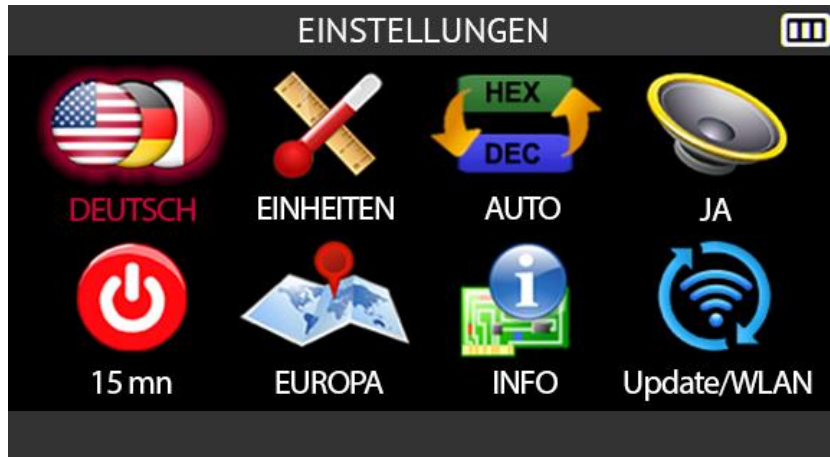 EINSTELLUNGEN
HEX
DEC
DEUTSCH EINHEITEN AUTO JA
15 mn EUROPA INFO Update/WLAN